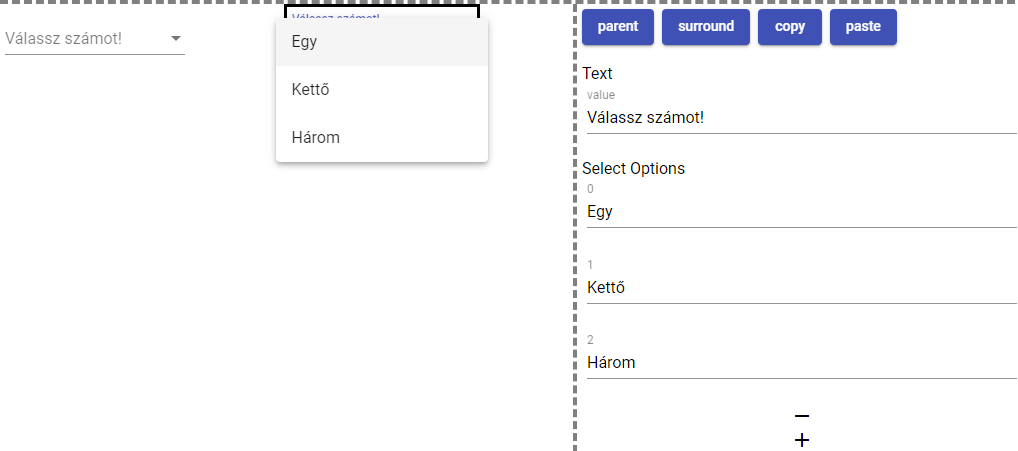 Válassz számot!
Válassz számot!
Egy
Kettő
Három
parent surround copy paste
Text
value
Válassz számot!
Select Options
0
Egy
1
Kettő
2
Három